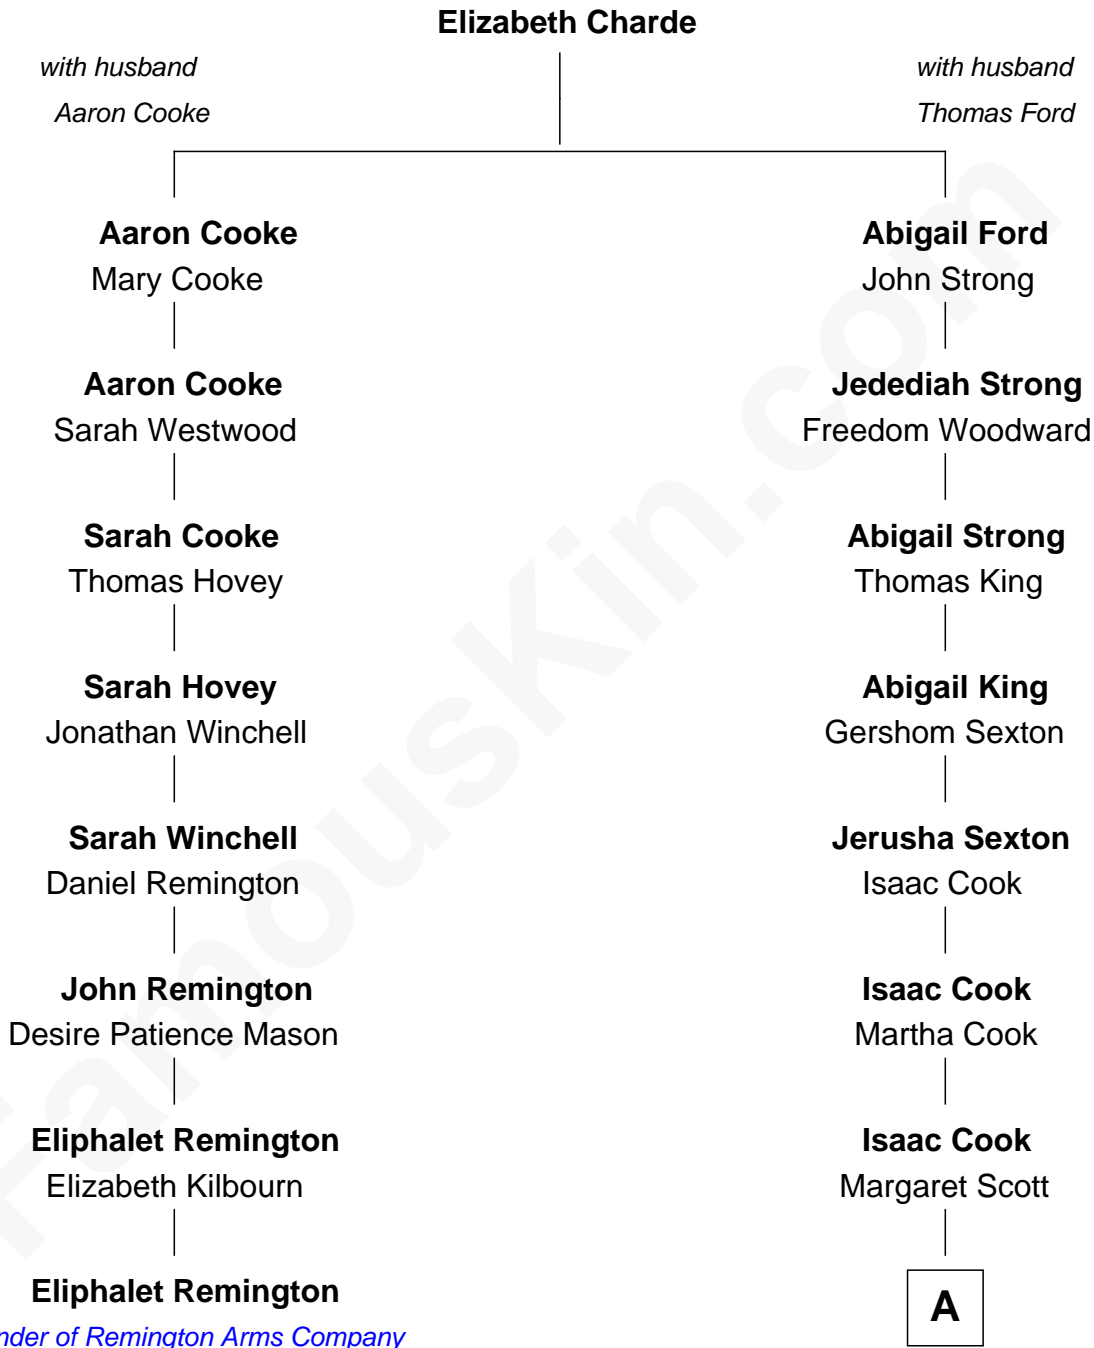 Elizabeth Charde
with husband
Aaron Cooke
with husband
Thomas Ford
Aaron Cooke
Mary Cooke
Abigail Ford
John Strong
Aaron Cooke
Sarah Westwood
Jedediah Strong
Freedom Woodward
Sarah Cooke
Thomas Hovey
Abigail Strong
Thomas King
Sarah Hovey
Jonathan Winchell
Abigail King
Gershom Sexton
Sarah Winchell
Daniel Remington
Jerusha Sexton
Isaac Cook
John Remington
Desire Patience Mason
Isaac Cook
Martha Cook
Eliphalet Remington
Elizabeth Kilbourn
Isaac Cook
Margaret Scott
Eliphalet Remington
nder of Remington Arms Company
A
FamousKin.com